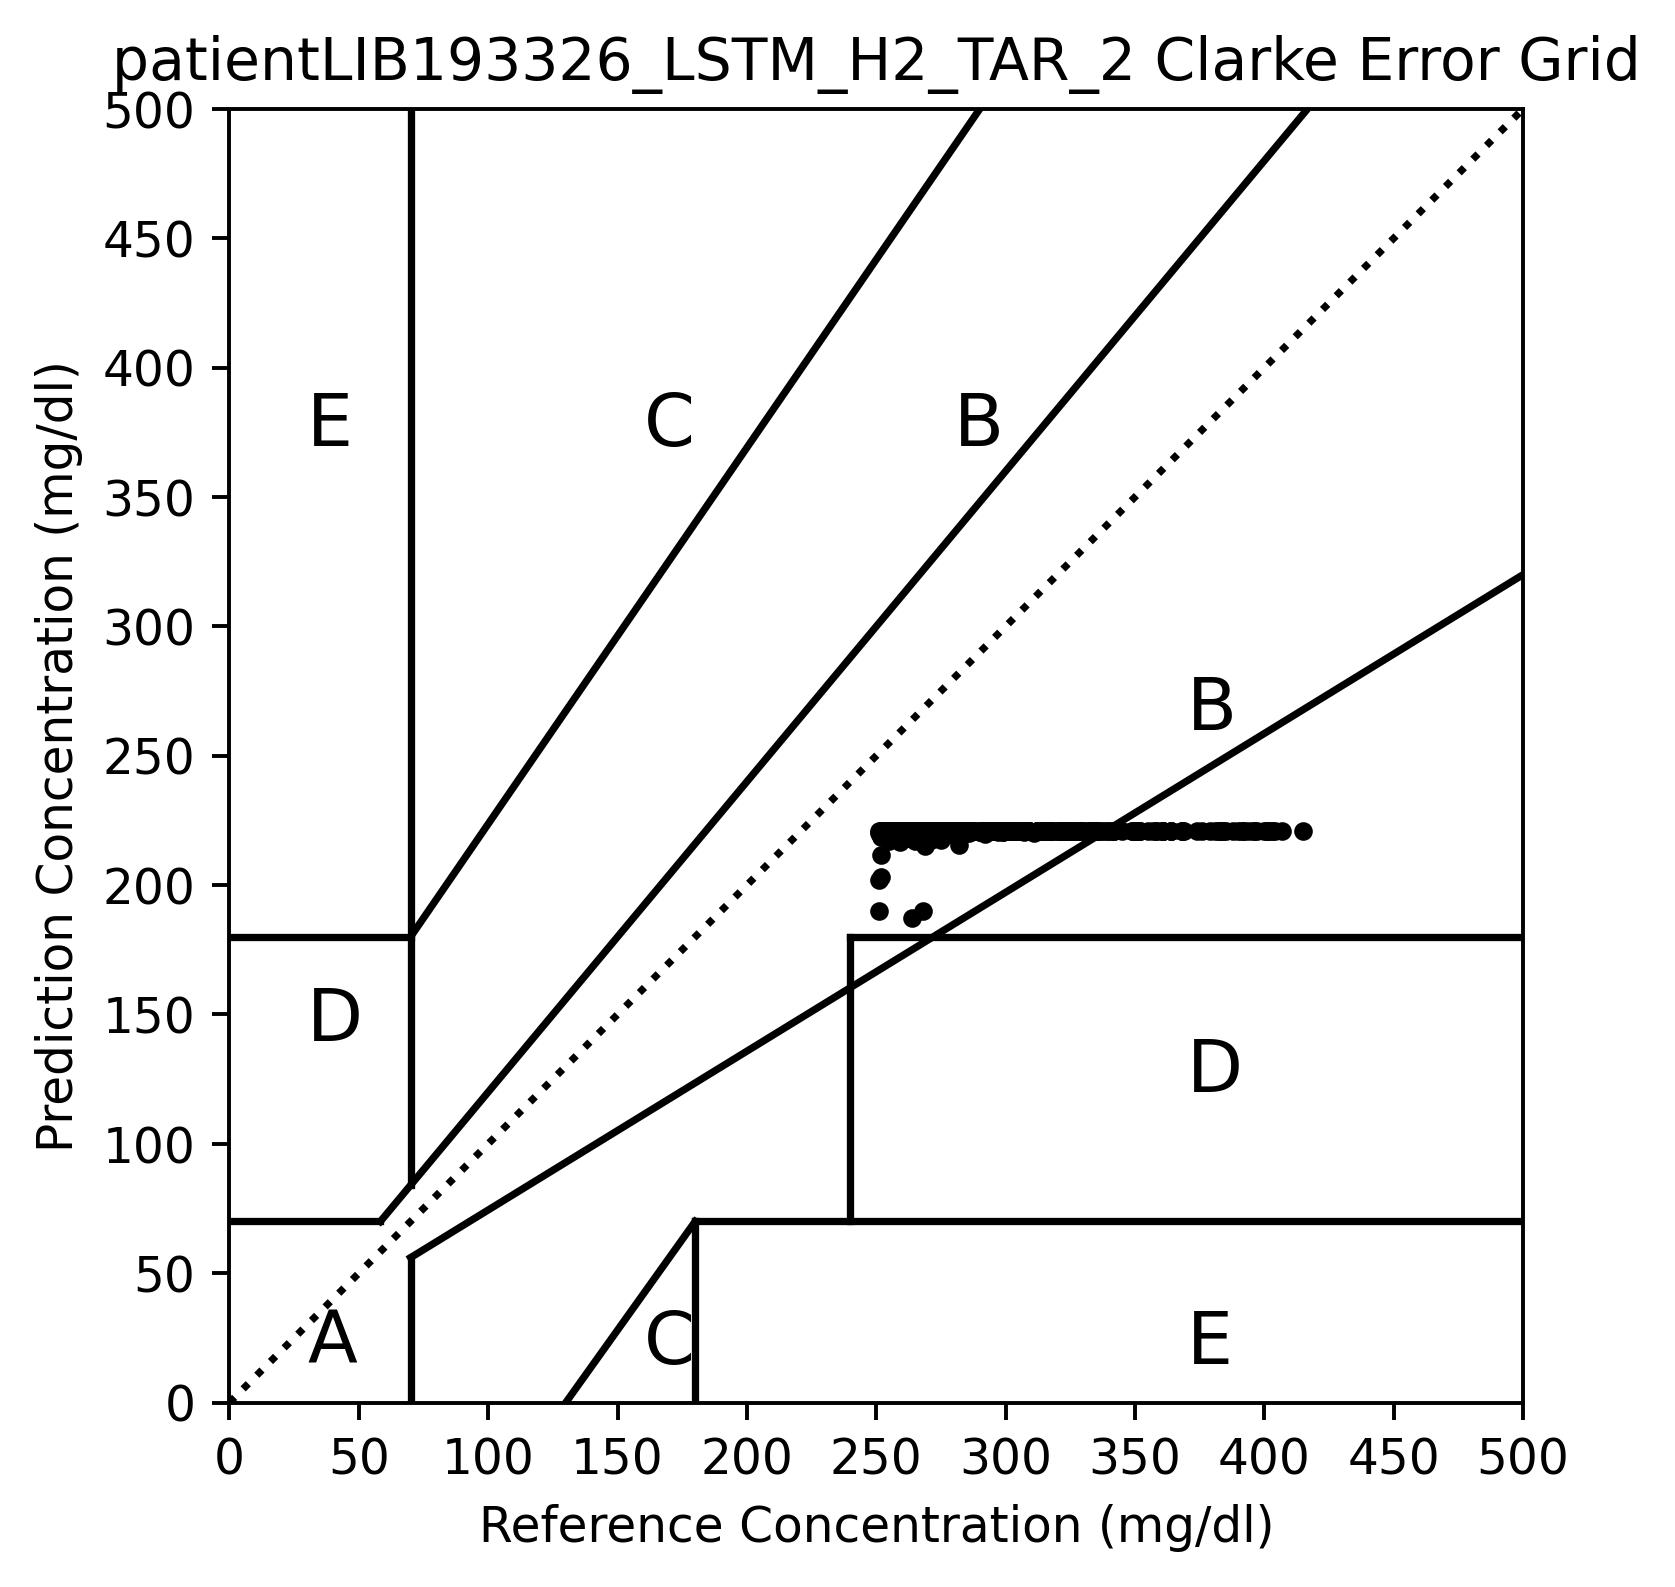 patientLIB193326_LSTM_H2_TAR_2 Clarke Error Grid
500
450
400
350
300
250
200
150
100
50
0
Prediction Concentration (mg/dl)
E
C
B
B
D
D
A
C
E
0 50 100 150 200 250 300 350 400 450 500
Reference Concentration (mg/dl)